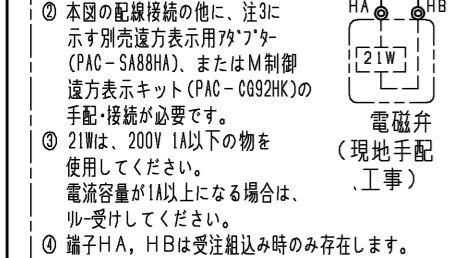 ② 本図の配線接続の他に、注3に
示す別売遠方表示用ｱﾀﾞﾌﾟﾀｰ
(PAC－SA88HA)、またはＭ制御
遠方表示キット(PAC－CG92HK)の
手配･接続が必要です。
③ 21Wは、200V 1A以下の物を
使用してください。
電流容量が1A以上になる場合は、
ﾘﾚｰ受けしてください。
④ 端子ＨＡ，ＨＢは受注組込み時のみ存在します。
HA HB
21W
電磁弁
(現地手配
、工事)